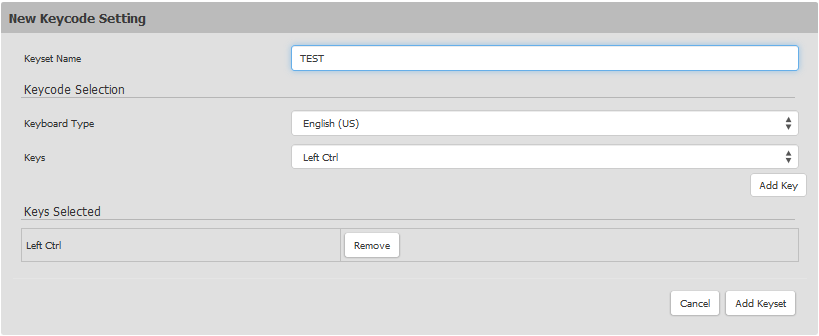 New Keycode Setting
Keyset Name TEST
Keycode Selection
Keyboard Type English (US)
Keys Left Ctrl
Add Key
Keys Selected
Left Ctrl Remove
Cancel Add Keyset